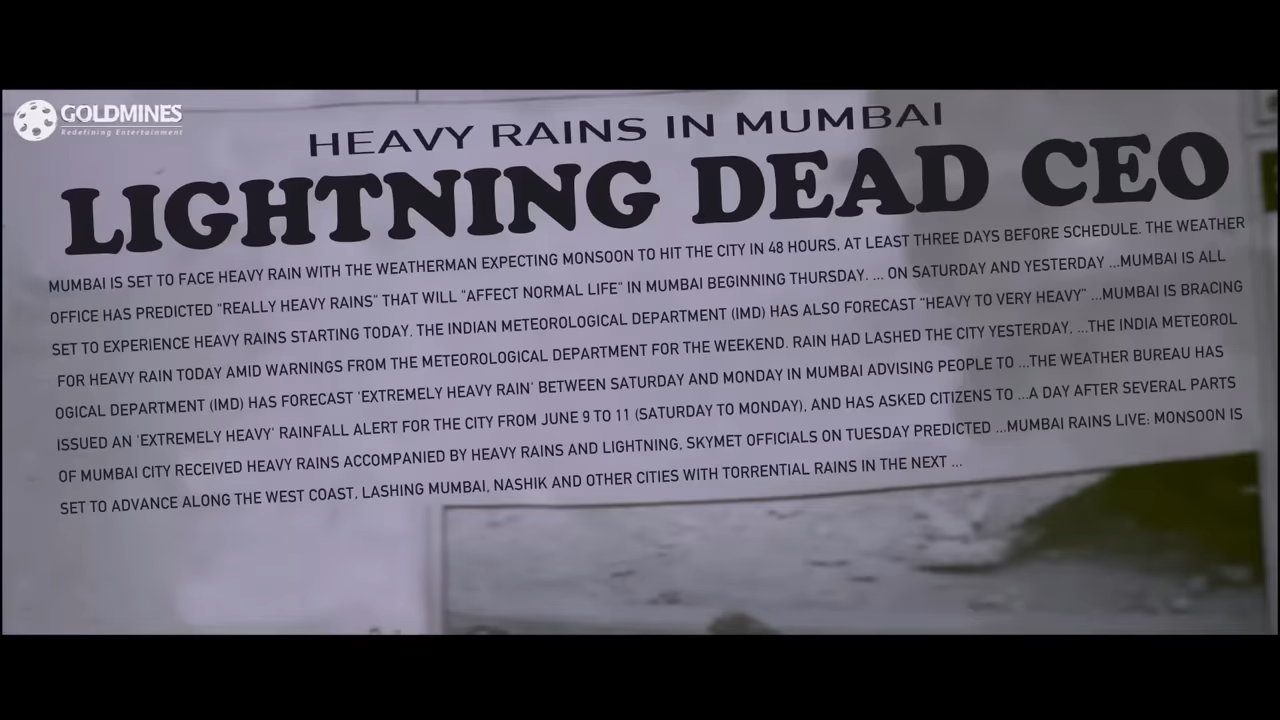 GOLDMINES
Redefining Entertainment
HEAVY RAINS IN MUMBAI
LIGHTNING DEAD CEO
MUMBAI IS SET TO FACE HEAVY RAIN WITH THE WEATHERMAN EXPECTING MONSOON TO HIT THE CITY IN 48 HOURS, AT LEAST THREE DAYS BEFORE SCHEDULE. THE WEATHER
OFFICE HAS PREDICTED "REALLY HEAVY RAINS" THAT WILL "AFFECT NORMAL LIFE" IN MUMBAI BEGINNING THURSDAY. ... ON SATURDAY AND YESTERDAY ...MUMBAI IS ALL
SET TO EXPERIENCE HEAVY RAINS STARTING TODAY. THE INDIAN METEOROLOGICAL DEPARTMENT (IMD) HAS ALSO FORECAST "HEAVY TO VERY HEAVY" ...MUMBAI IS BRACING
FOR HEAVY RAIN TODAY AMID WARNINGS FROM THE METEOROLOGICAL DEPARTMENT FOR THE WEEKEND. RAIN HAD LASHED THE CITY YESTERDAY, ...THE INDIA METEOROL
OGICAL DEPARTMENT (IMD) HAS FORECAST 'EXTREMELY HEAVY RAIN' BETWEEN SATURDAY AND MONDAY IN MUMBAI ADVISING PEOPLE TO ...THE WEATHER BUREAU HAS
ISSUED AN 'EXTREMELY HEAVY' RAINFALL ALERT FOR THE CITY FROM JUNE 9 TO 11 (SATURDAY TO MONDAY), AND HAS ASKED CITIZENS TO ...A DAY AFTER SEVERAL PARTS
OF MUMBAI CITY RECEIVED HEAVY RAINS ACCOMPANIED BY HEAVY RAINS AND LIGHTNING, SKYMET OFFICIALS ON TUESDAY PREDICTED ...MUMBAI RAINS LIVE: MONSOON IS
SET TO ADVANCE ALONG THE WEST COAST, LASHING MUMBAI, NASHIK AND OTHER CITIES WITH TORRENTIAL RAINS IN THE NEXT ...